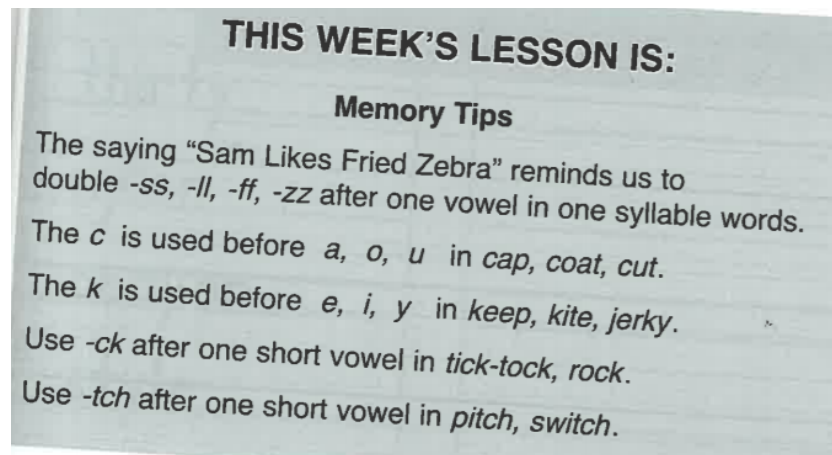 THIS WEEK'S LESSON IS:
Memory Tips
The saying “Sam Likes Fried Zebra” reminds us to
double -ss, -ll, -ff, -zz after one vowel in one syllable words.
The c is used before a, o, u in cap, coat, cut.
The k is used before e, i, y in keep, kite, jerky.
Use -ck after one short vowel in tick-tock, rock.
Use -tch after one short vowel in pitch, switch.